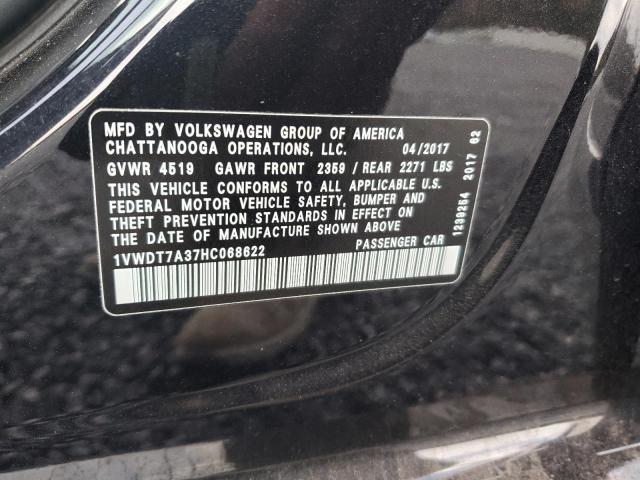 MFD BY VOLKSWAGEN GROUP OF AMERICA
CHATTANOOGA OPERATIONS, LLC. 04/2017
GVWR 4519 GAWR FRONT 2359 / REAR 2271 LBS
THIS VEHICLE CONFORMS TO ALL APPLICABLE U.S.
FEDERAL MOTOR VEHICLE SAFETY, BUMPER AND
THEFT PREVENTION STANDARDS IN EFFECT ON
THE DATE OF MANUFACTURE SHOWN ABOVE
1VWDT7A37HC068622 PASSENGER CAR
1239254 2017 62